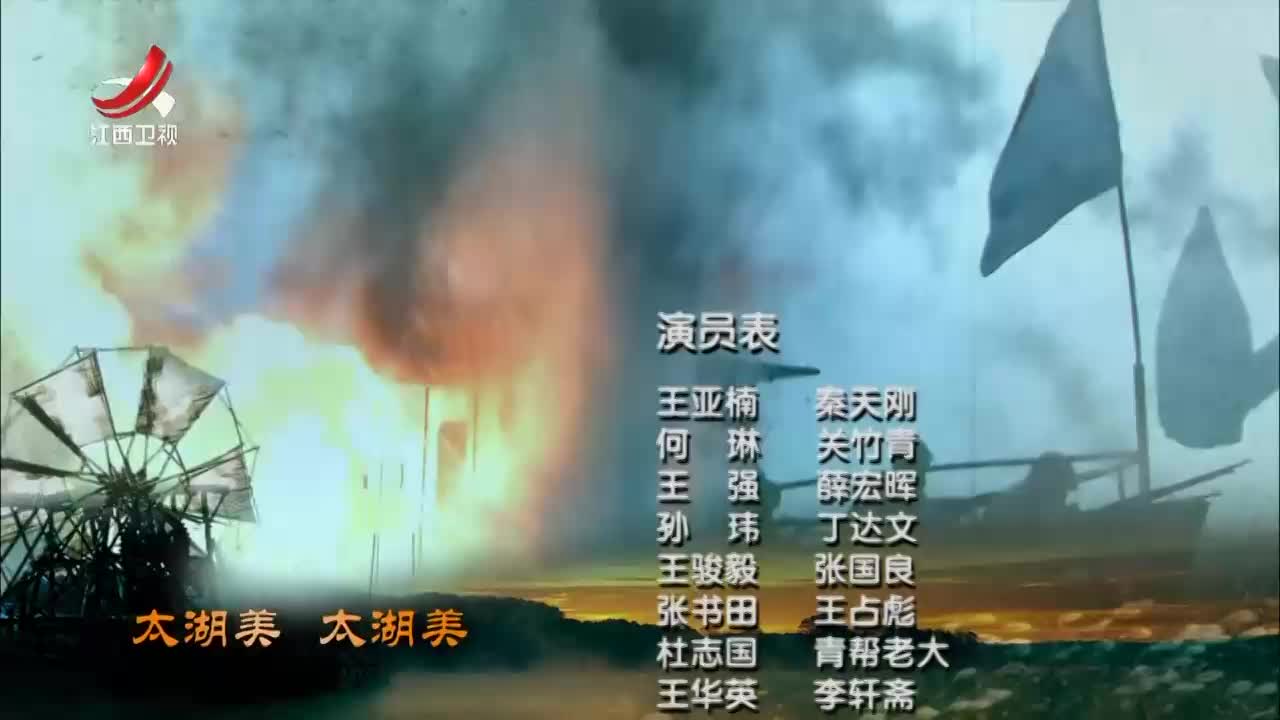 江西卫视
演员表
王亚楠 秦天刚
何 琳 关竹青
王 强 薛宏晖
孙 玮 丁达文
王骏毅 张国良
张书田 王占彪
杜志国 青帮老大
王华英 李轩斋
太湖美 太湖美